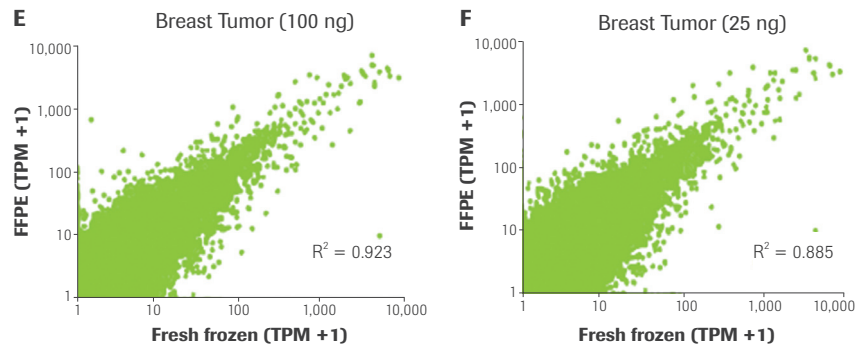 E
Breast Tumor (100 ng)
10,000
1,000
100
10
1
FFPE (TPM +1)
R² = 0.923
1
10
100
1,000
10,000
Fresh frozen (TPM +1)
F
Breast Tumor (25 ng)
10,000
1,000
100
10
1
FFPE (TPM +1)
R² = 0.885
1
10
100
1,000
10,000
Fresh frozen (TPM +1)